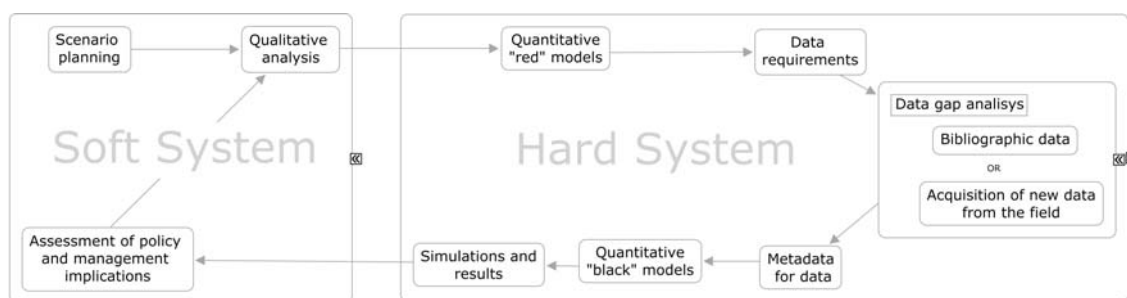 Scenario
planning
Qualitative
analysis
Quantitative
"red" models
Data
requirements
Data gap analisys
Bibliographic data
OR
Acquisition of new data
from the field
Soft System
Hard System
Assessment of policy
and management
implications
Simulations and
results
Quantitative
"black" models
Metadata
for data